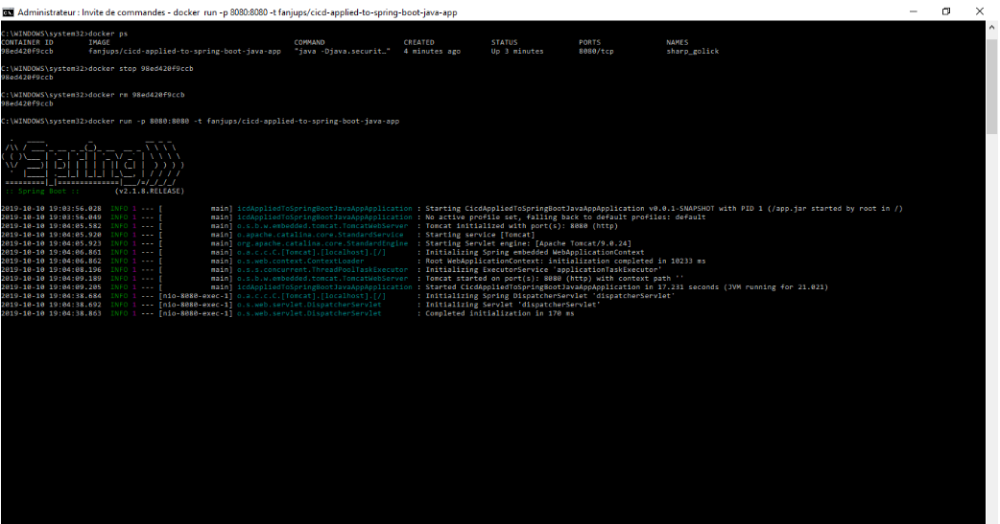 Administrateur : Invite de commandes - docker  run -p 8080:8080 -t fanjups/cicd-applied-to-spring-boot-java-app
C:\WINDOWS\system32>docker ps
CONTAINER ID        IMAGE                                       COMMAND                  CREATED             STATUS              PORTS               NAMES
98ed420f9ccb        fanjups/cicd-applied-to-spring-boot-java-app   "java -Djava.securit…"   4 minutes ago       Up 3 minutes        8080/tcp            sharp_golick
C:\WINDOWS\system32>docker stop 98ed420f9ccb
98ed420f9ccb
C:\WINDOWS\system32>docker rm 98ed420f9ccb
98ed420f9ccb
C:\WINDOWS\system32>docker run -p 8080:8080 -t fanjups/cicd-applied-to-spring-boot-java-app
Spring
:: Spring Boot ::        (v2.1.8.RELEASE)
2019-10-10 19:03:56.028  INFO 1 --- [           main] icdAppliedToSpringBootJavaAppApplication : Starting CicdAppliedToSpringBootJavaAppApplication v0.0.1-SNAPSHOT with PID 1 (/app.jar started by root in /)
2019-10-10 19:03:56.049  INFO 1 --- [           main] icdAppliedToSpringBootJavaAppApplication : No active profile set, falling back to default profiles: default
2019-10-10 19:04:05.582  INFO 1 --- [           main] o.s.b.w.embedded.tomcat.TomcatWebServer  : Tomcat initialized with port(s): 8080 (http)
2019-10-10 19:04:05.920  INFO 1 --- [           main] o.apache.catalina.core.StandardService   : Starting service [Tomcat]
2019-10-10 19:04:05.923  INFO 1 --- [           main] org.apache.catalina.core.StandardEngine  : Starting Servlet engine: [Apache Tomcat/9.0.24]
2019-10-10 19:04:06.861  INFO 1 --- [           main] o.a.c.c.C.[Tomcat].[localhost].[/]       : Initializing Spring embedded WebApplicationContext
2019-10-10 19:04:06.862  INFO 1 --- [           main] o.s.web.context.ContextLoader            : Root WebApplicationContext: initialization completed in 10233 ms
2019-10-10 19:04:08.196  INFO 1 --- [           main] o.s.s.concurrent.ThreadPoolTaskExecutor  : Initializing ExecutorService 'applicationTaskExecutor'
2019-10-10 19:04:09.189  INFO 1 --- [           main] o.s.b.w.embedded.tomcat.TomcatWebServer  : Tomcat started on port(s): 8080 (http) with context path ''
2019-10-10 19:04:09.205  INFO 1 --- [           main] icdAppliedToSpringBootJavaAppApplication : Started CicdAppliedToSpringBootJavaAppApplication in 17.231 seconds (JVM running for 21.021)
2019-10-10 19:04:38.684  INFO 1 --- [nio-8080-exec-1] o.a.c.c.C.[Tomcat].[localhost].[/]       : Initializing Spring DispatcherServlet 'dispatcherServlet'
2019-10-10 19:04:38.692  INFO 1 --- [nio-8080-exec-1] o.s.web.servlet.DispatcherServlet        : Initializing Servlet 'dispatcherServlet'
2019-10-10 19:04:38.863  INFO 1 --- [nio-8080-exec-1] o.s.web.servlet.DispatcherServlet        : Completed initialization in 170 ms